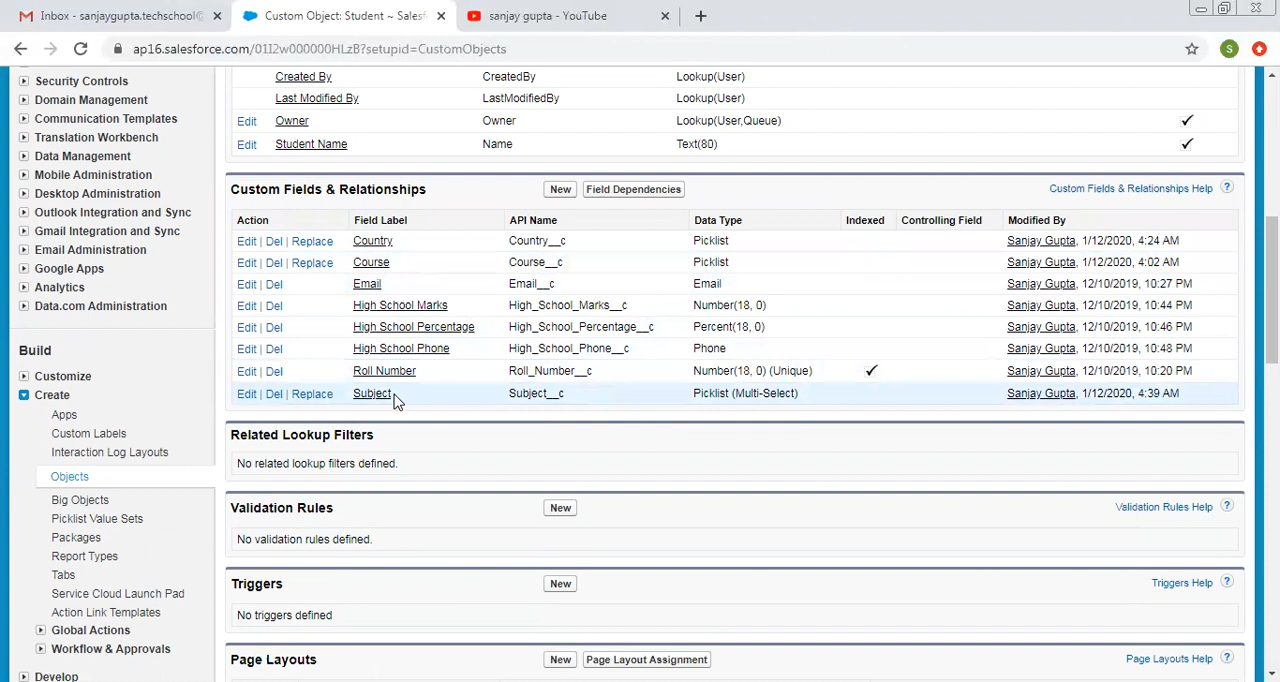 Inbox - sanjaygupta.techschool@
Custom Object: Student ~ Salesf
sanjay gupta - YouTube
ap16.salesforce.com/01I2w000000HLzB?setupid=CustomObjects
S
Security Controls
Domain Management
Communication Templates
Translation Workbench
Data Management
Mobile Administration
Desktop Administration
Outlook Integration and Sync
Gmail Integration and Sync
Email Administration
Google Apps
Analytics
Data.com Administration
Build
Customize
Create
Apps
Custom Labels
Interaction Log Layouts
Objects
Big Objects
Picklist Value Sets
Packages
Report Types
Tabs
Service Cloud Launch Pad
Action Link Templates
Global Actions
Workflow & Approvals
Develop
Created By CreatedBy Lookup(User)
Last Modified By LastModifiedBy Lookup(User)
Edit Owner Owner Lookup(User,Queue)
Edit Student Name Name Text(80)
Custom Fields & Relationships New Field Dependencies Custom Fields & Relationships Help ?
Action Field Label API Name Data Type Indexed Controlling Field Modified By
Edit | Del | Replace Country Country__c Picklist Sanjay Gupta, 1/12/2020, 4:24 AM
Edit | Del | Replace Course Course__c Picklist Sanjay Gupta, 1/12/2020, 4:02 AM
Edit | Del Email Email__c Email Sanjay Gupta, 12/10/2019, 10:27 PM
Edit | Del High School Marks High_School_Marks__c Number(18, 0) Sanjay Gupta, 12/10/2019, 10:44 PM
Edit | Del High School Percentage High_School_Percentage__c Percent(18, 0) Sanjay Gupta, 12/10/2019, 10:46 PM
Edit | Del High School Phone High_School_Phone__c Phone Sanjay Gupta, 12/10/2019, 10:48 PM
Edit | Del Roll Number Roll_Number__c Number(18, 0) (Unique) Sanjay Gupta, 12/10/2019, 10:20 PM
Edit | Del | Replace Subject Subject__c Picklist (Multi-Select) Sanjay Gupta, 1/12/2020, 4:39 AM
Related Lookup Filters
No related lookup filters defined.
Validation Rules New Validation Rules Help ?
No validation rules defined.
Triggers New Triggers Help ?
No triggers defined
Page Layouts New Page Layout Assignment Page Layouts Help ?